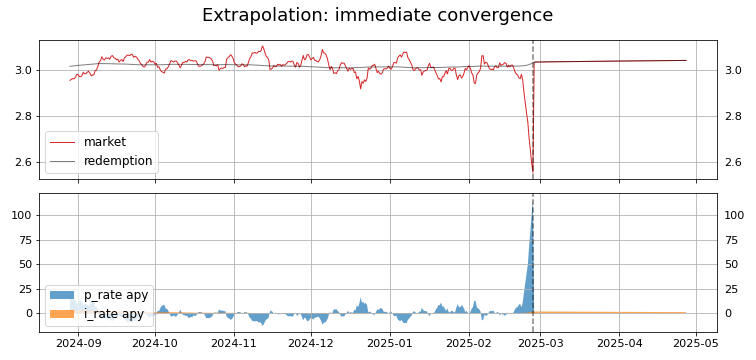 Extrapolation: immediate convergence
3.0 3.0
2.8 2.8
2.6 2.6
market
redemption
100 100
75 75
50 50
25 25
0 0
p_rate apy
i_rate apy
2024-09 2024-10 2024-11 2024-12 2025-01 2025-02 2025-03 2025-04 2025-05